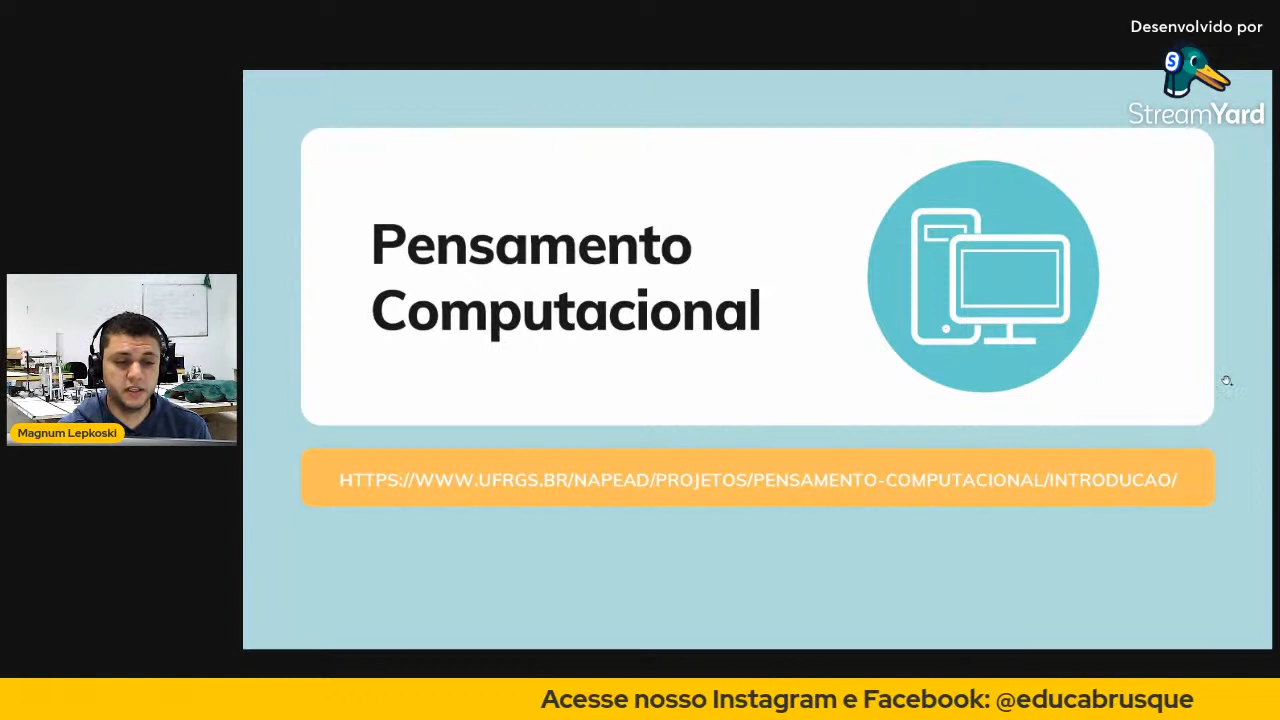 Desenvolvido por
StreamYard
Pensamento
Computacional
HTTPS://WWW.UFRGS.BR/NAPEAD/PROJETOS/PENSAMENTO-COMPUTACIONAL/INTRODUCAO/
Magnum Lepkoski
Acesse nosso Instagram e Facebook: @educabrusque